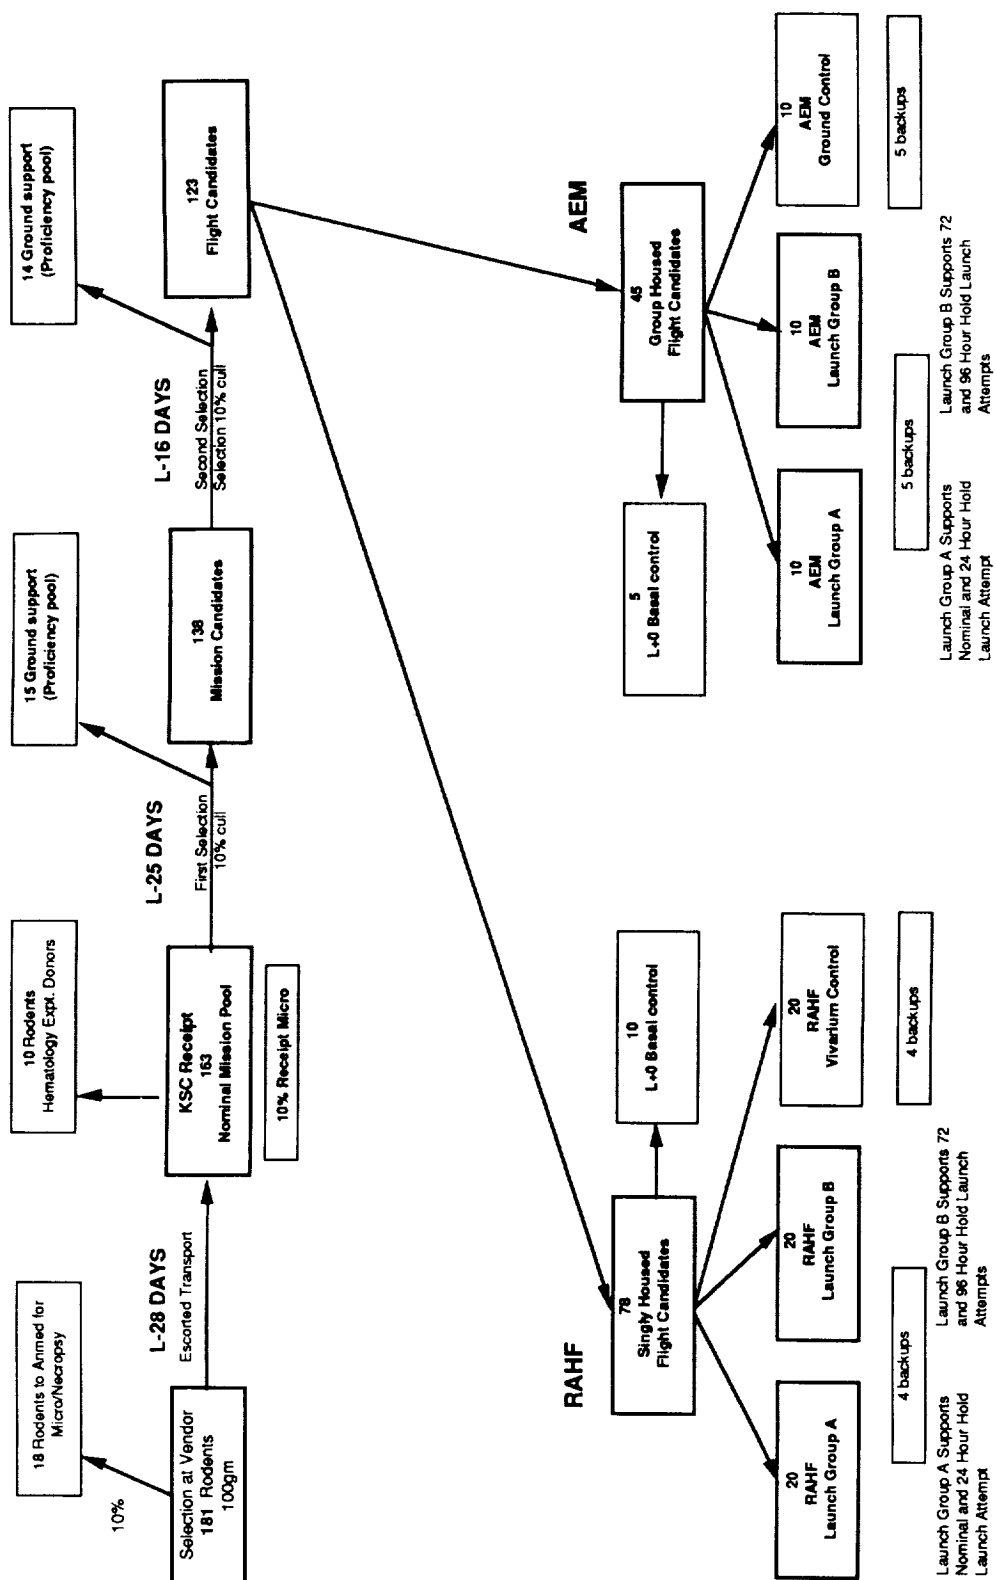 18 Rodents to Anmed for
Micro/Necropsy
10%
Selection at Vendor
181 Rodents
100gm
L-28 DAYS
Escorted Transport
10 Rodents
Hematology Expt. Donors
KSC Receipt
163
Nominal Mission Pool
10% Receipt Micro
L-25 DAYS
First Selection
10% cull
15 Ground support
(Proficiency pool)
138
Mission Candidates
L-16 DAYS
Second Selection
Selection 10% cull
14 Ground support
(Proficiency pool)
123
Flight Candidates
RAHF
78
Singly Housed
Flight Candidates
10
L+0 Basal control
20
RAHF
Launch Group A
20
RAHF
Launch Group B
20
RAHF
Vivarium Control
4 backups
4 backups
Launch Group A Supports
Nominal and 24 Hour Hold
Launch Attempt
Launch Group B Supports 72
and 96 Hour Hold Launch
Attempts
AEM
45
Group Housed
Flight Candidates
5
L+0 Basal control
10
AEM
Launch Group A
10
AEM
Launch Group B
10
AEM
Ground Control
5 backups
5 backups
Launch Group A Supports
Nominal and 24 Hour Hold
Launch Attempt
Launch Group B Supports 72
and 96 Hour Hold Launch
Attempts